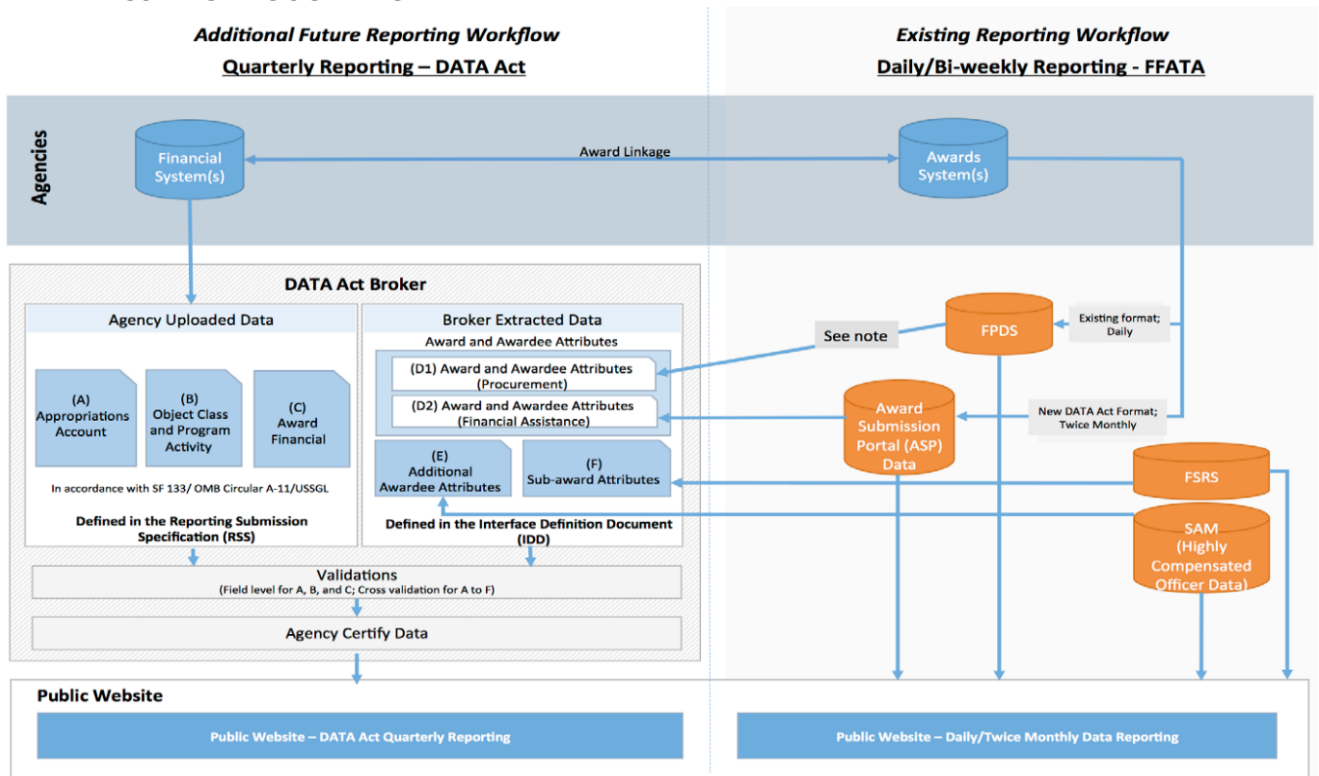 Additional Future Reporting Workflow
Quarterly Reporting – DATA Act
Existing Reporting Workflow
Daily/Bi-weekly Reporting - FFATA
Agencies
Financial
System(s)
Award Linkage
Awards
System(s)
DATA Act Broker
Agency Uploaded Data
(A)
Appropriations
Account
(B)
Object Class
and Program
Activity
(C)
Award
Financial
In accordance with SF 133/ OMB Circular A-11/USSGL
Defined in the Reporting Submission
Specification (RSS)
Broker Extracted Data
Award and Awardee Attributes
(D1) Award and Awardee Attributes
(Procurement)
(D2) Award and Awardee Attributes
(Financial Assistance)
(E)
Additional
Awardee Attributes
(F)
Sub-award Attributes
Defined in the Interface Definition Document
(IDD)
See note
FPDS
Existing format;
Daily
Award
Submission
Portal (ASP)
Data
New DATA Act Format;
Twice Monthly
FSRS
SAM
(Highly
Compensated
Officer Data)
Validations
(Field level for A, B, and C; Cross validation for A to F)
Agency Certify Data
Public Website
Public Website – DATA Act Quarterly Reporting
Public Website – Daily/Twice Monthly Data Reporting